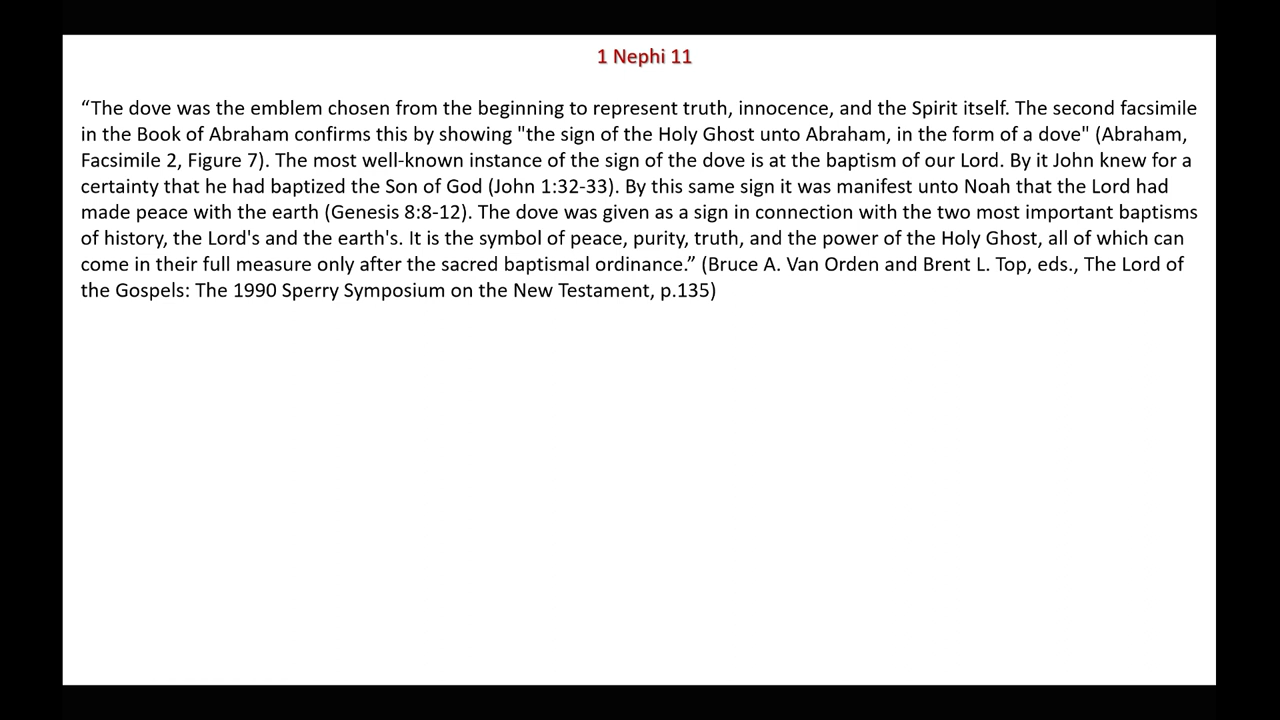 1 Nephi 11
“The dove was the emblem chosen from the beginning to represent truth, innocence, and the Spirit itself. The second facsimile
in the Book of Abraham confirms this by showing "the sign of the Holy Ghost unto Abraham, in the form of a dove" (Abraham,
Facsimile 2, Figure 7). The most well-known instance of the sign of the dove is at the baptism of our Lord. By it John knew for a
certainty that he had baptized the Son of God (John 1:32-33). By this same sign it was manifest unto Noah that the Lord had
made peace with the earth (Genesis 8:8-12). The dove was given as a sign in connection with the two most important baptisms
of history, the Lord's and the earth's. It is the symbol of peace, purity, truth, and the power of the Holy Ghost, all of which can
come in their full measure only after the sacred baptismal ordinance.” (Bruce A. Van Orden and Brent L. Top, eds., The Lord of
the Gospels: The 1990 Sperry Symposium on the New Testament, p.135)